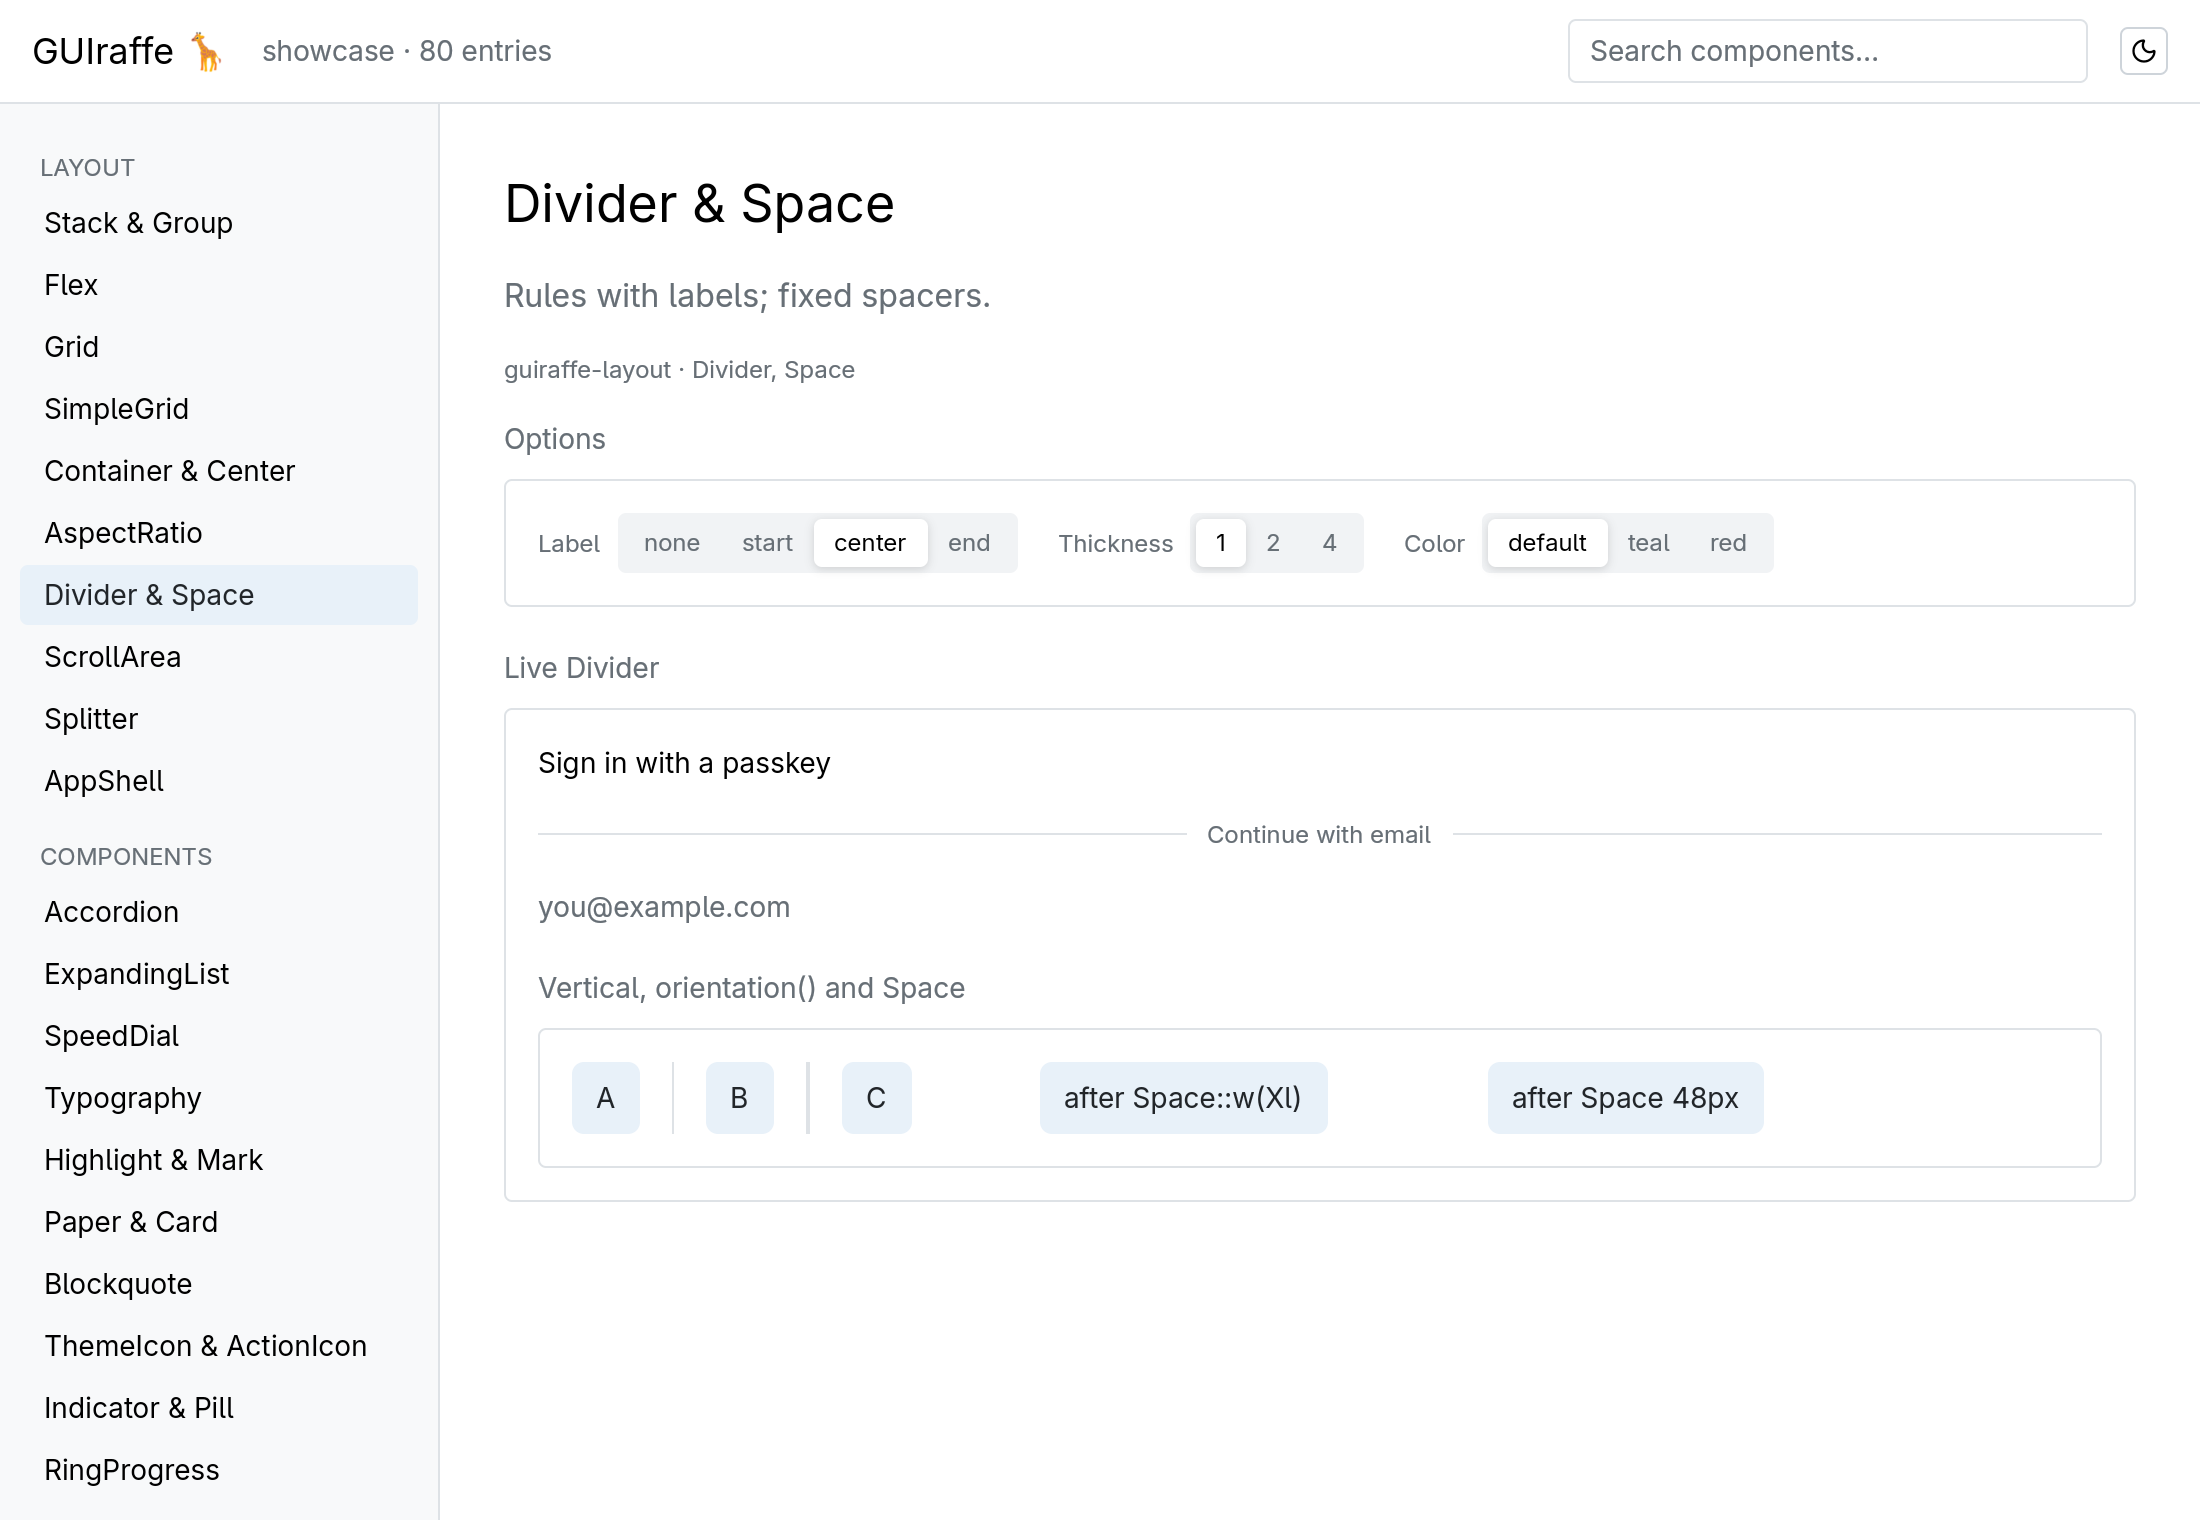 GUIraffe 🦒 showcase · 80 entries Search components...
LAYOUT
Stack & Group
Flex
Grid
SimpleGrid
Container & Center
AspectRatio
Divider & Space
ScrollArea
Splitter
AppShell
COMPONENTS
Accordion
ExpandingList
SpeedDial
Typography
Highlight & Mark
Paper & Card
Blockquote
ThemeIcon & ActionIcon
Indicator & Pill
RingProgress
Divider & Space
Rules with labels; fixed spacers.
guiraffe-layout · Divider, Space
Options
Label none start center end Thickness 1 2 4 Color default teal red
Live Divider
Sign in with a passkey
Continue with email
you@example.com
Vertical, orientation() and Space
A B C after Space::w(Xl) after Space 48px